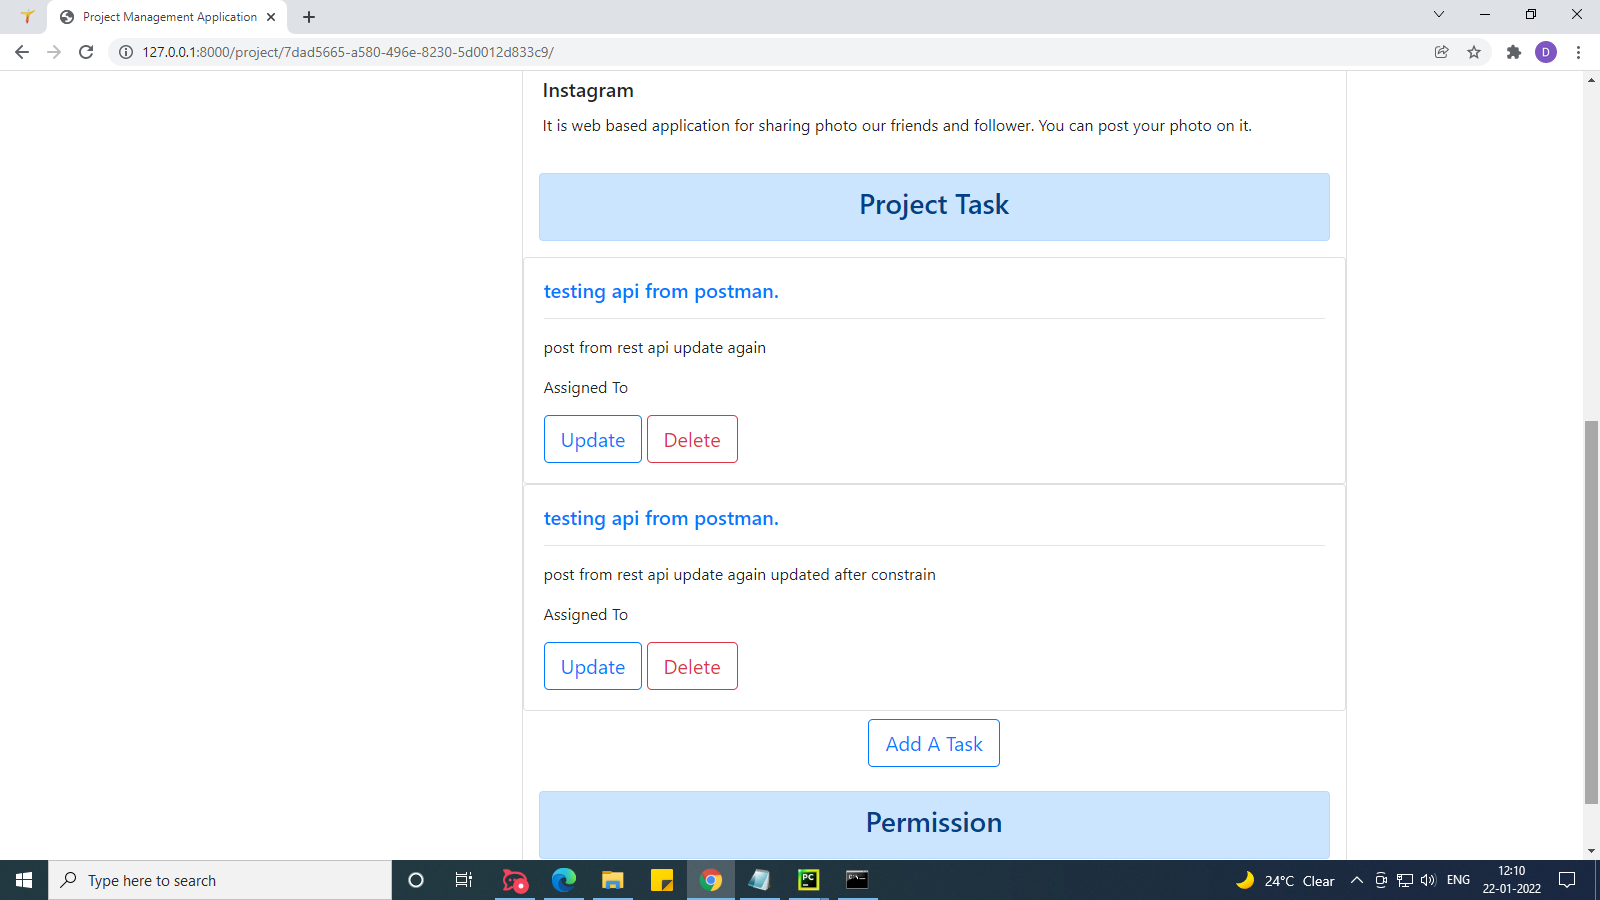 Project Management Application
127.0.0.1:8000/project/7dad5665-a580-496e-8230-5d0012d833c9/
D
Instagram
It is web based application for sharing photo our friends and follower. You can post your photo on it.
Project Task
testing api from postman.
post from rest api update again
Assigned To
Update Delete
testing api from postman.
post from rest api update again updated after constrain
Assigned To
Update Delete
Add A Task
Permission
Type here to search
PC
24°C Clear
ENG
12:10
22-01-2022